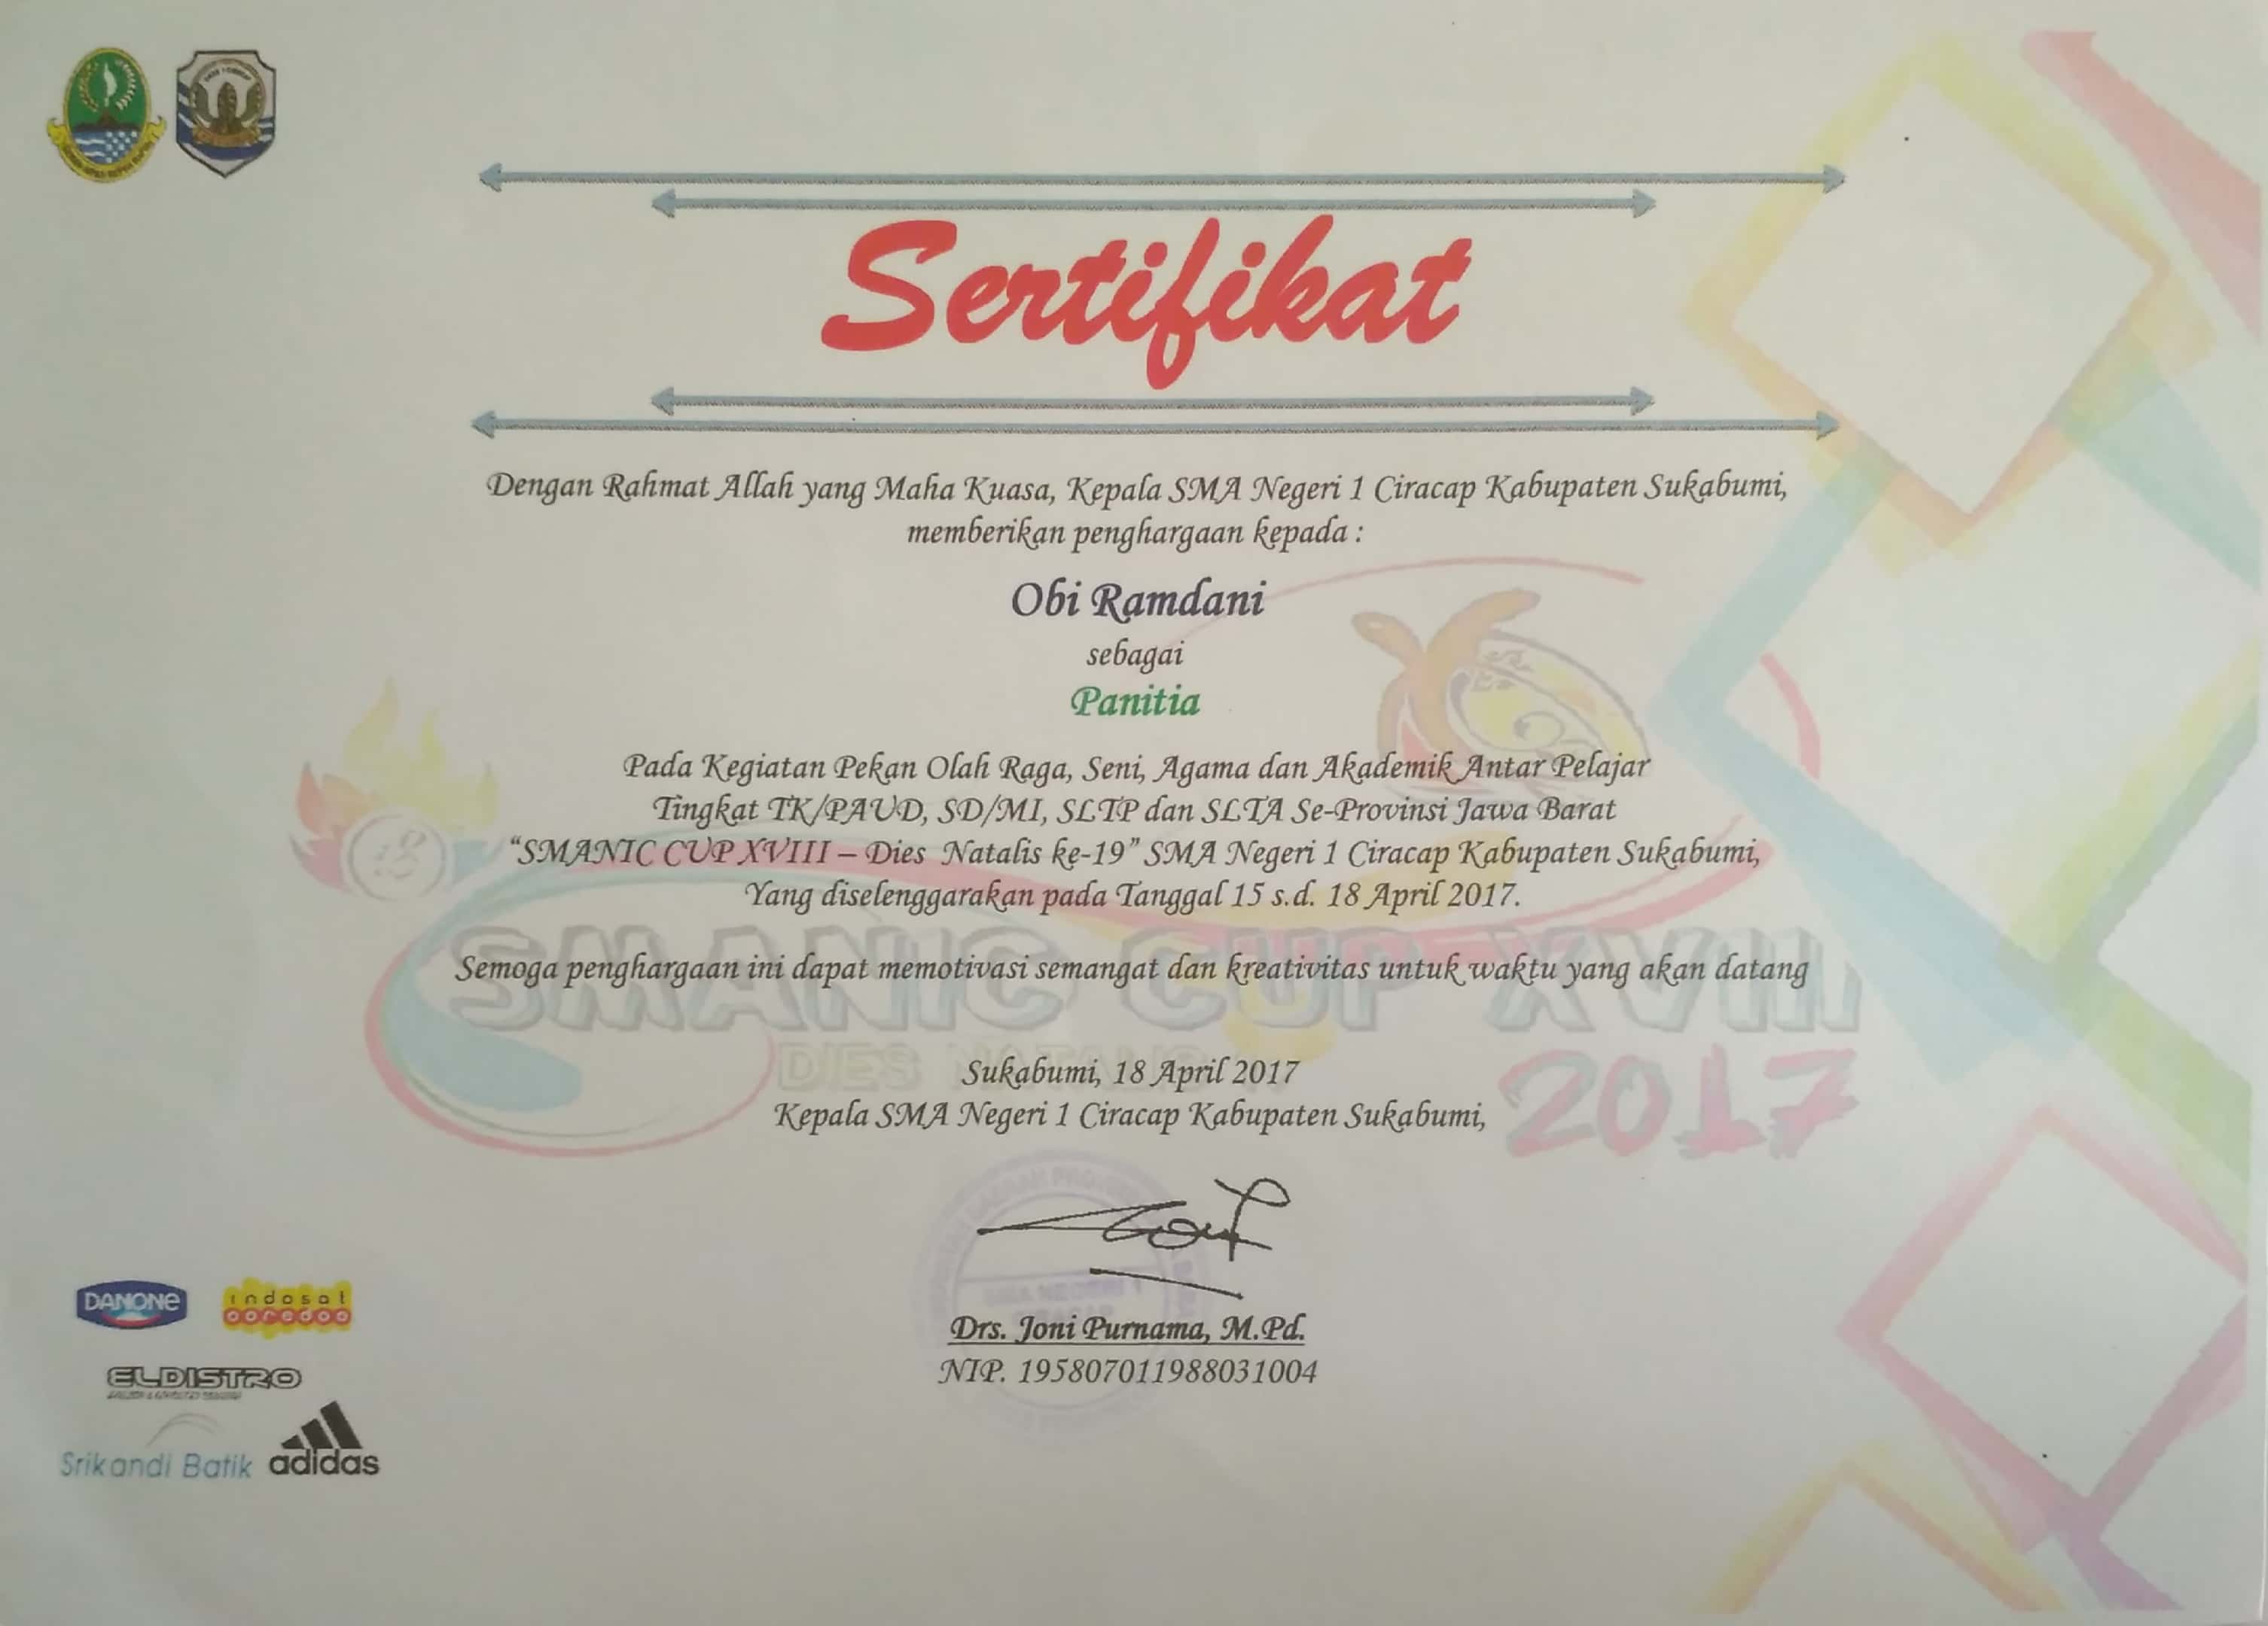 Sertifikat
Dengan Rahmat Allah yang Maha Kuasa, Kepala SMA Negeri 1 Ciracap Kabupaten Sukabumi,
memberikan penghargaan kepada :
Obi Ramdani
sebagai
Panitia
Pada Kegiatan Pekan Olah Raga, Seni, Agama dan Akademik Antar Pelajar
Tingkat TK/PAUD, SD/MI, SLTP dan SLTA Se-Provinsi Jawa Barat
“SMANIC CUP XVIII – Dies Natalis ke-19” SMA Negeri 1 Ciracap Kabupaten Sukabumi,
Yang diselenggarakan pada Tanggal 15 s.d. 18 April 2017.
SMANIC CUP XVIII
Semoga penghargaan ini dapat memotivasi semangat dan kreativitas untuk waktu yang akan datang
DIES NATALIS
2017
Sukabumi, 18 April 2017
Kepala SMA Negeri 1 Ciracap Kabupaten Sukabumi,
SMA NEGERI 1
CIRACAP
Drs. Joni Purnama, M.Pd.
NIP. 195807011988031004
DANONE
indosat
ooredoo
ELDISTRO
Srikandi Batik
adidas